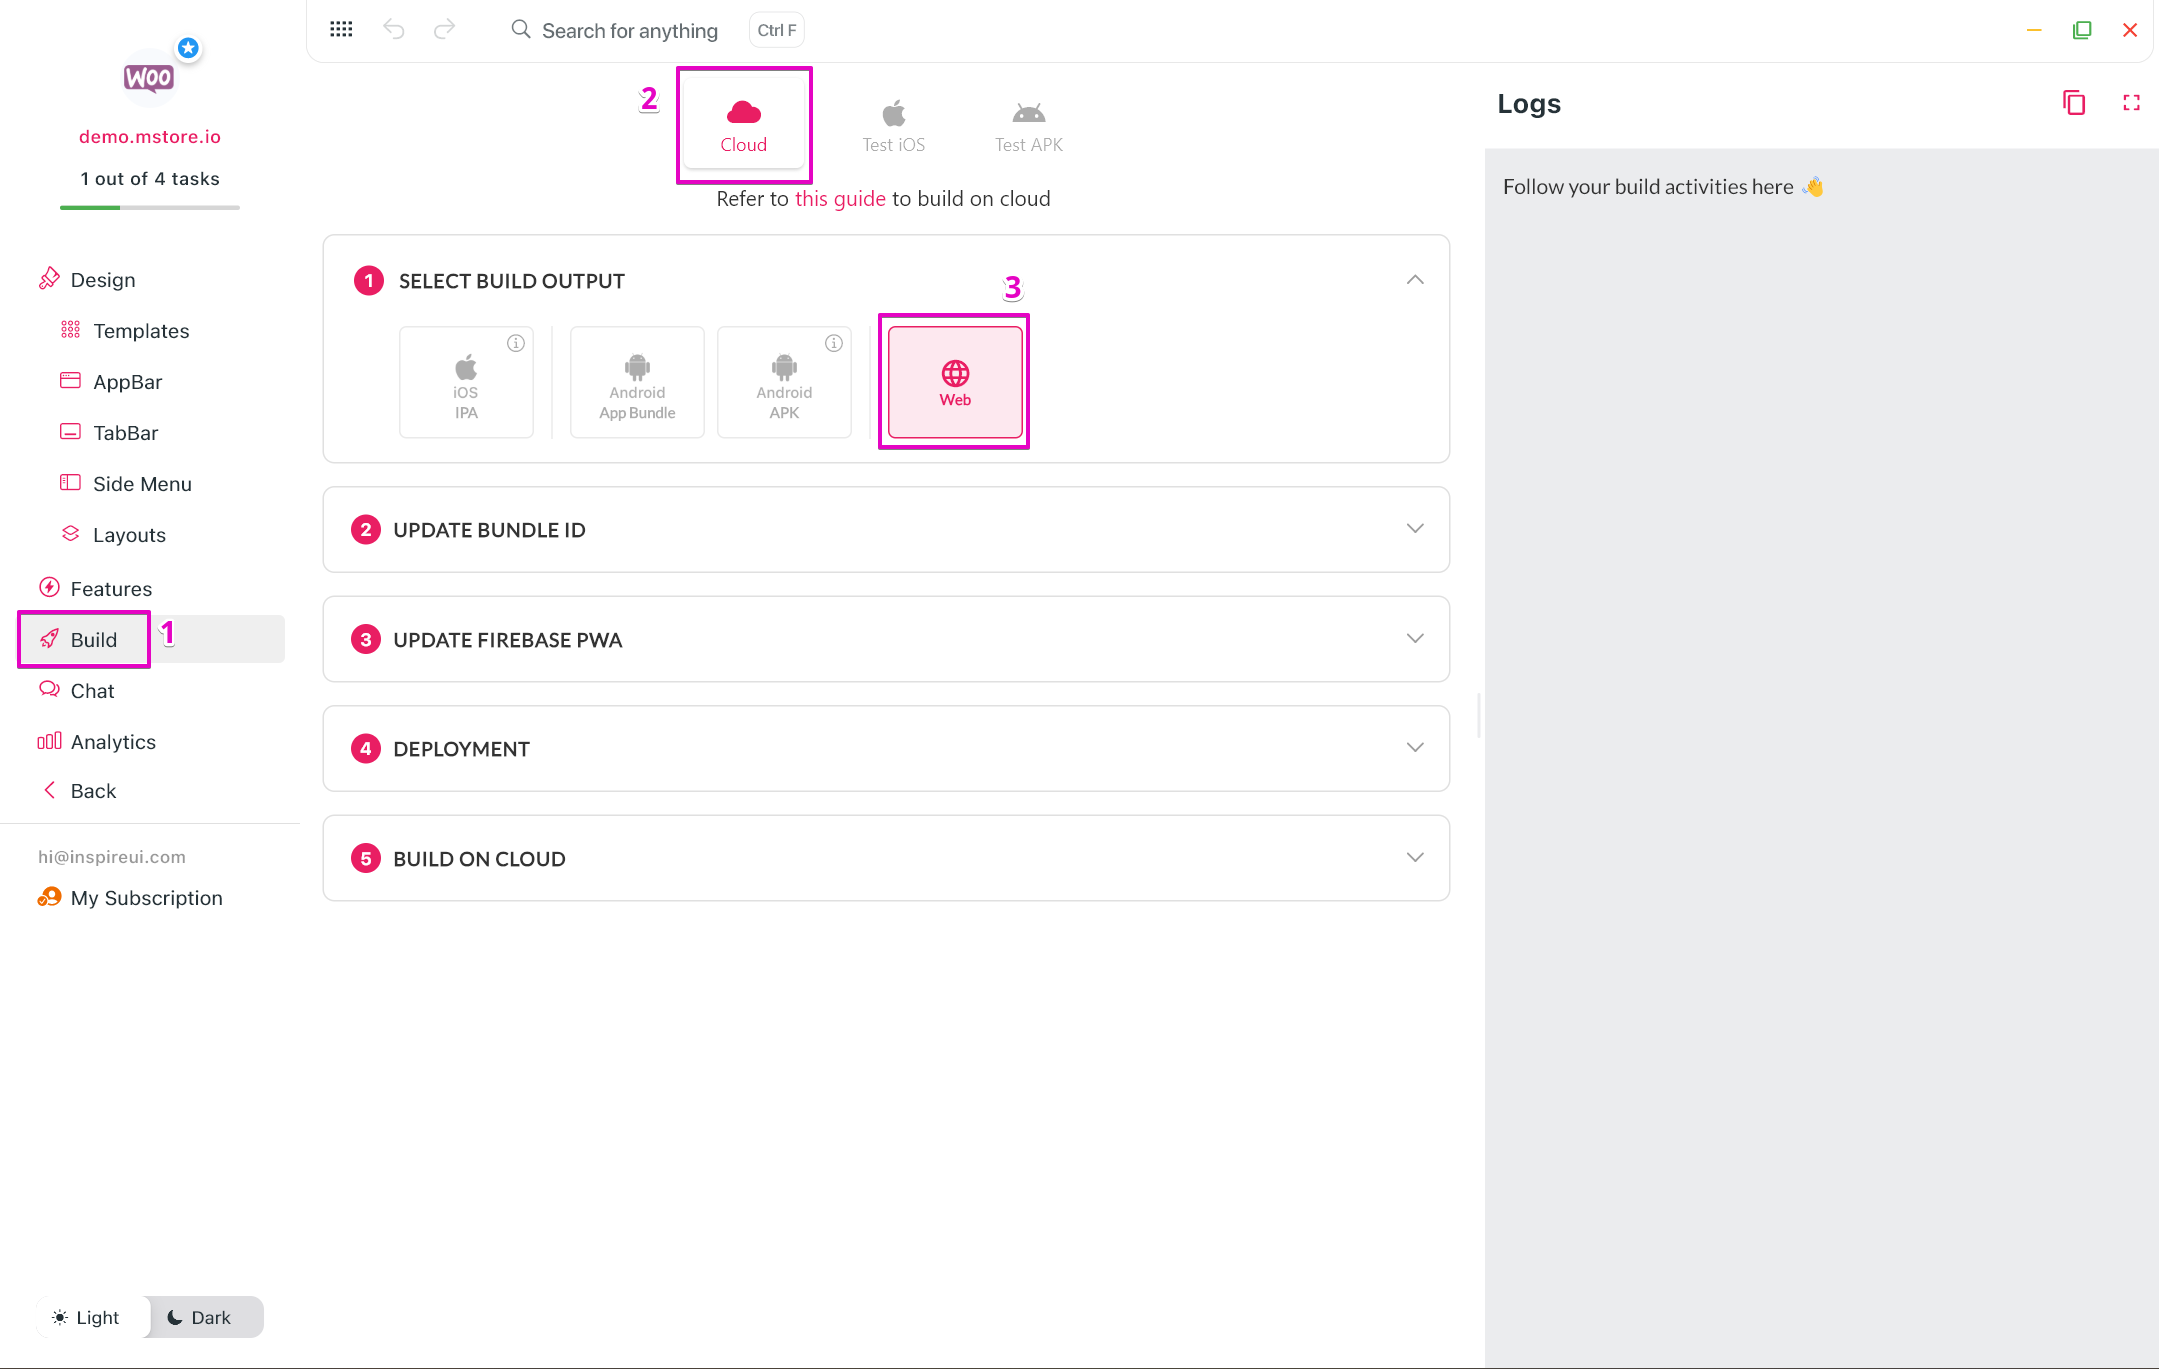 Search for anything
Ctrl F
WOO
demo.mstore.io
1 out of 4 tasks
Design
Templates
AppBar
TabBar
Side Menu
Layouts
Features
Build
1
Chat
Analytics
Back
hi@inspireui.com
My Subscription
Light
Dark
2
Cloud
Test iOS
Test APK
Refer to this guide to build on cloud
1 SELECT BUILD OUTPUT
3
iOS
IPA
Android
App Bundle
Android
APK
Web
2 UPDATE BUNDLE ID
3 UPDATE FIREBASE PWA
4 DEPLOYMENT
5 BUILD ON CLOUD
Logs
Follow your build activities here 👋